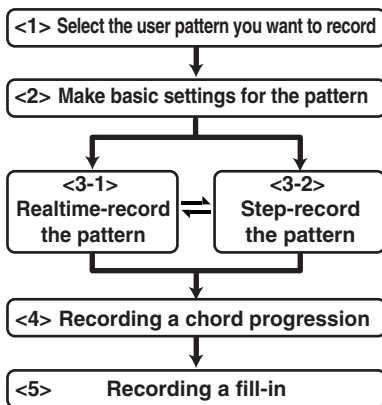 <1> Select the user pattern you want to record
<2> Make basic settings for the pattern
<3-1>
Realtime-record
the pattern
<3-2>
Step-record
the pattern
<4> Recording a chord progression
<5> Recording a fill-in